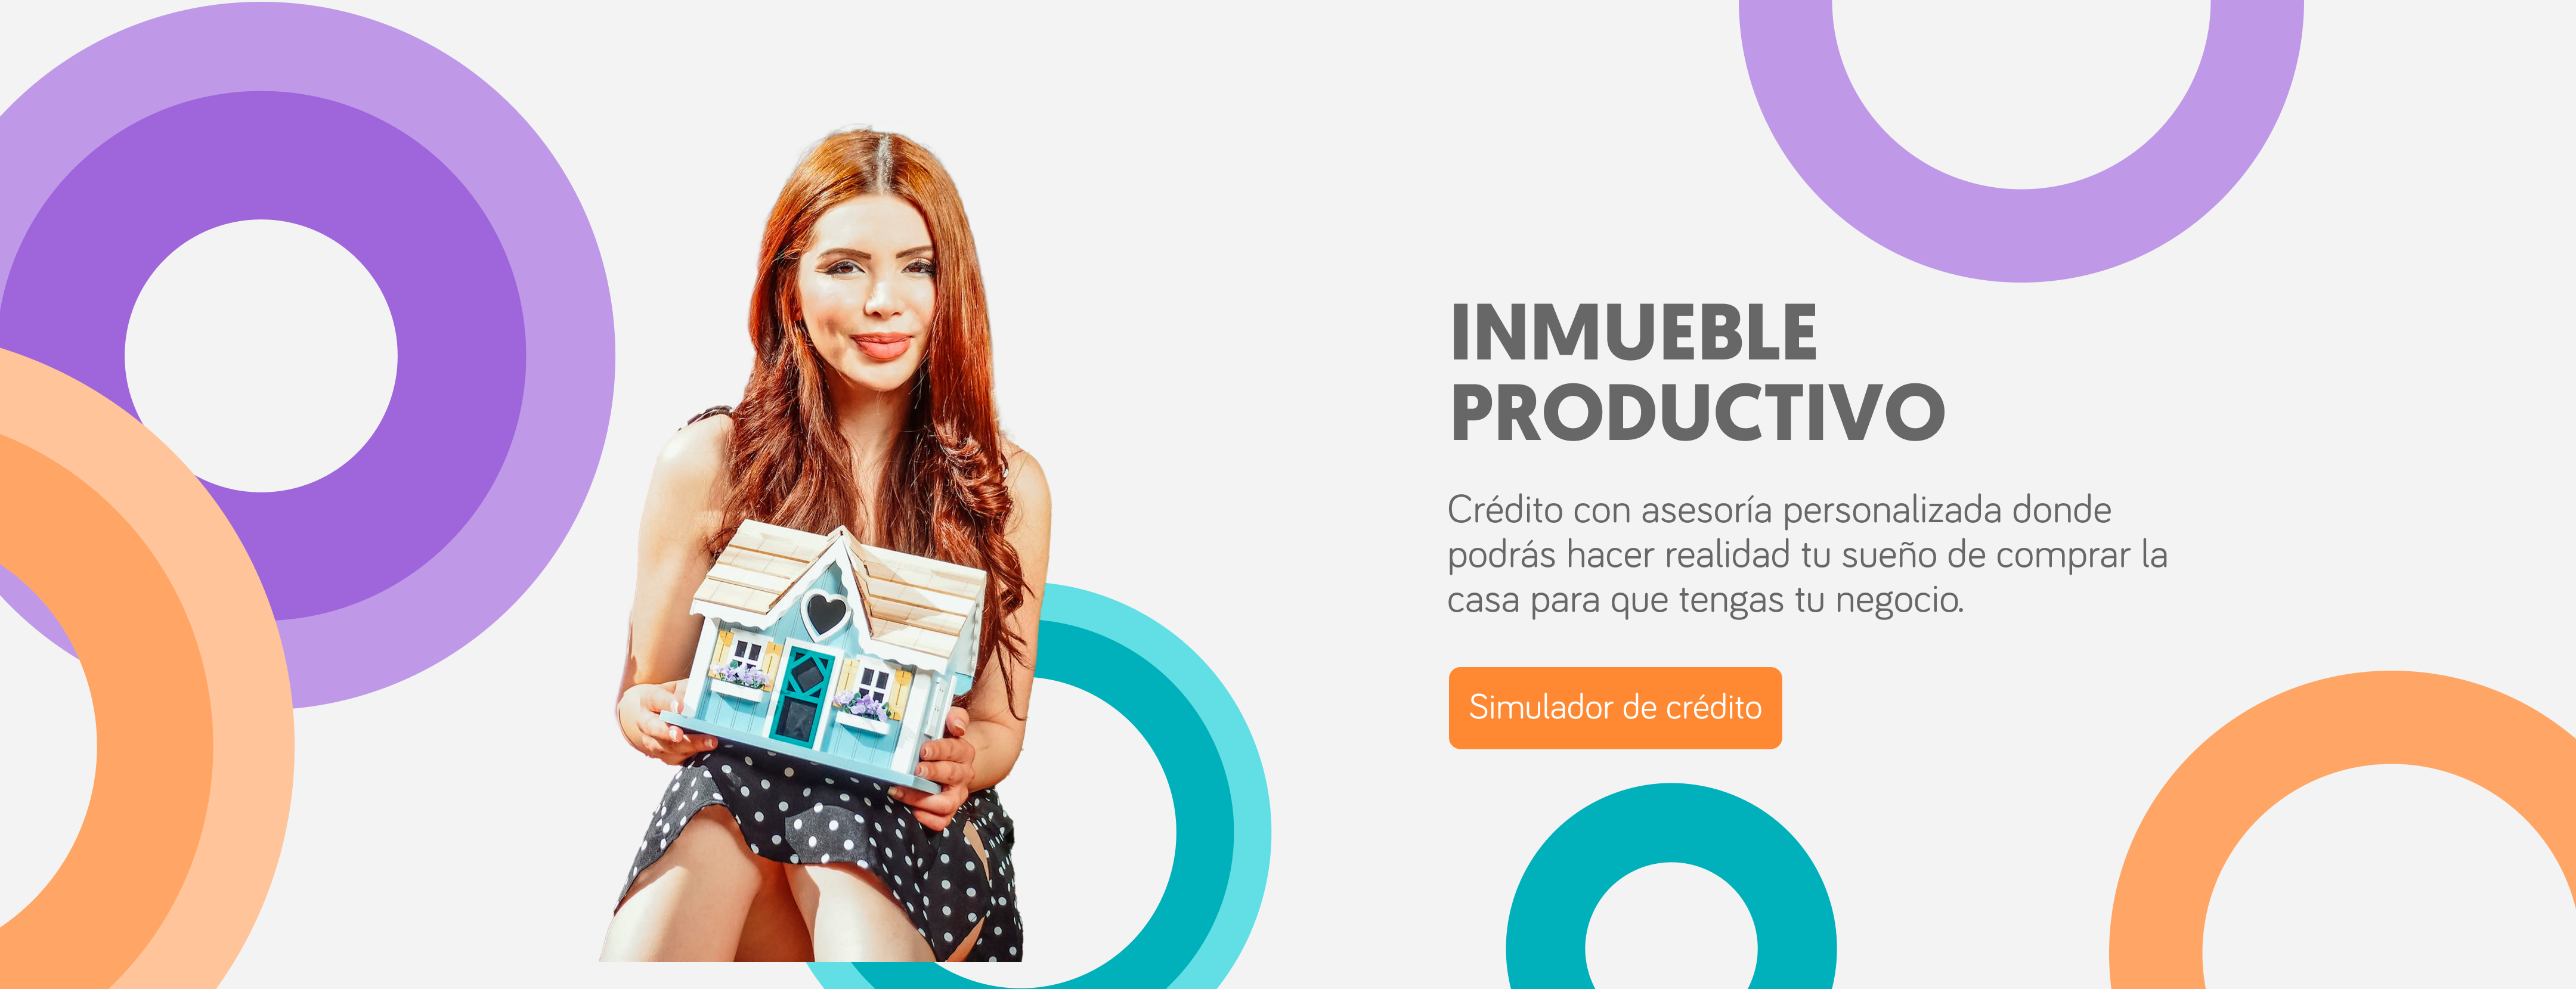 INMUEBLE
PRODUCTIVO
Crédito con asesoría personalizada donde
podrás hacer realidad tu sueño de comprar la
casa para que tengas tu negocio.
Simulador de crédito